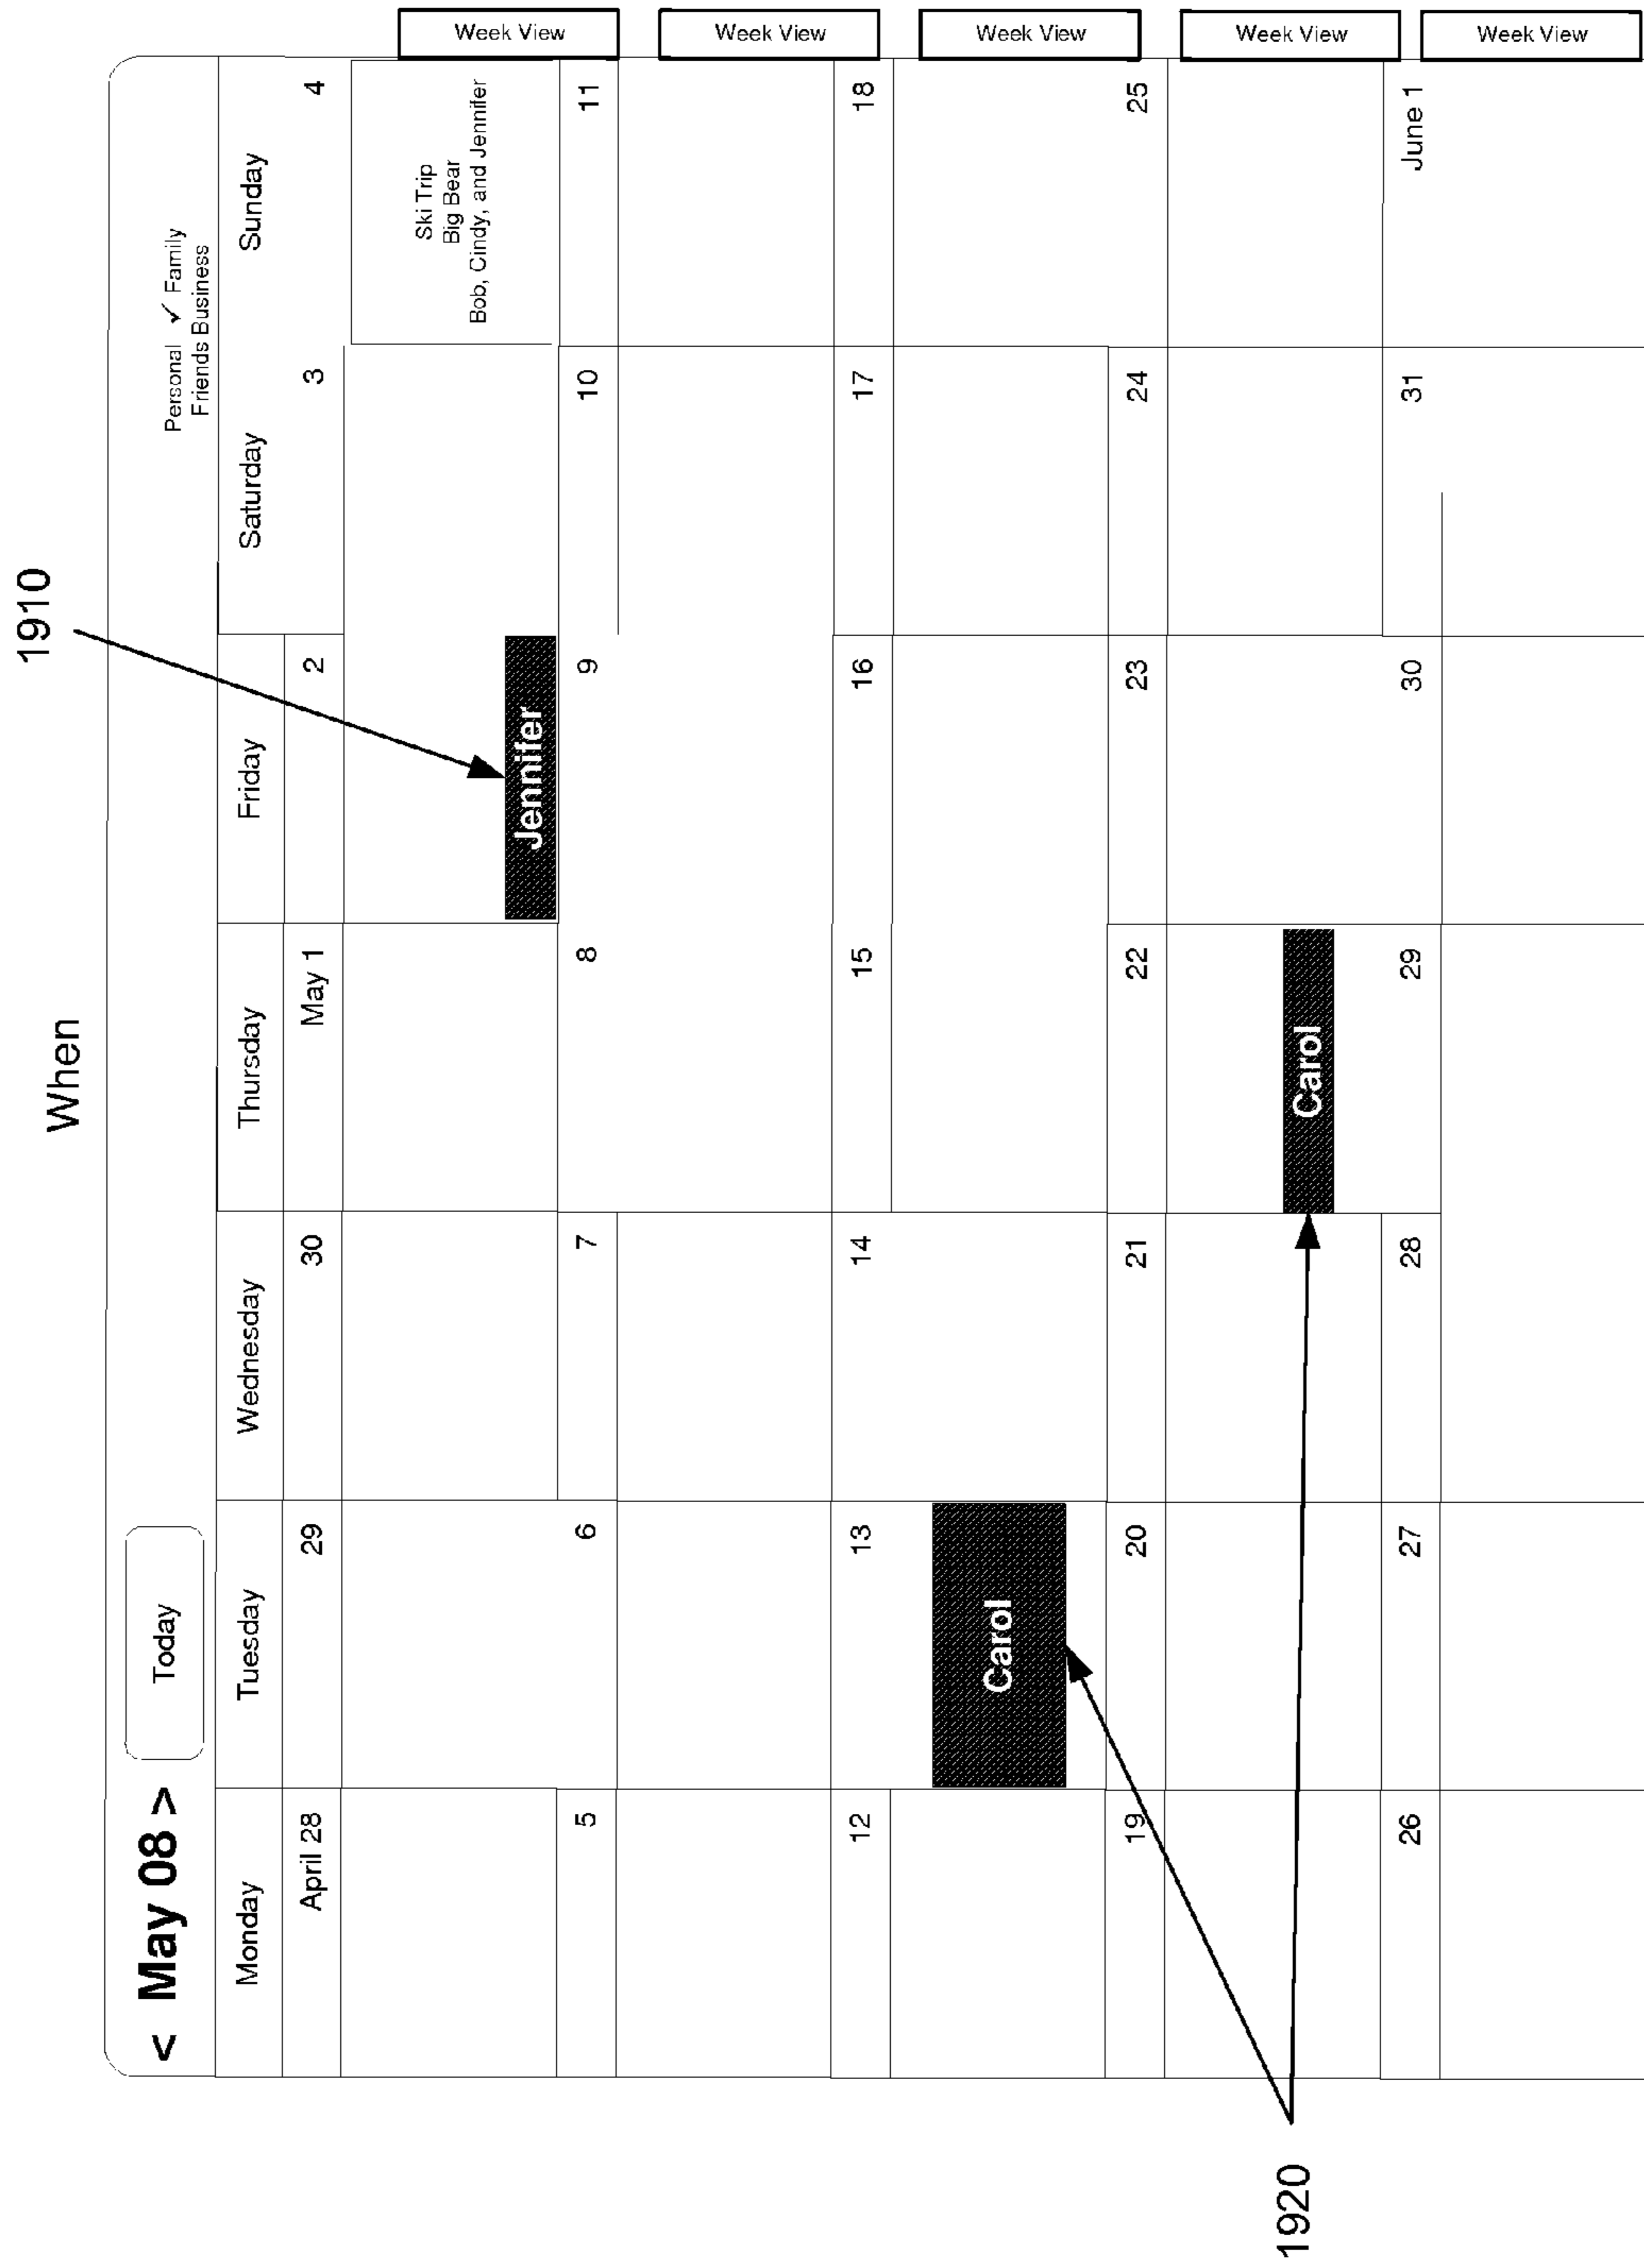 When
1910
< May 08 >
Today
Personal ✓ Family
Friends Business
Monday Tuesday Wednesday Thursday Friday Saturday Sunday
April 28 29 30 May 1 2 3 4
Ski Trip
Big Bear
Bob, Cindy, and Jennifer
Week View
Jennifer
5 6 7 8 9 10 11
Week View
12 13 14 15 16 17 18
Week View
Carol
19 20 21 22 23 24 25
Week View
Carol
26 27 28 29 30 31 June 1
Week View
1920